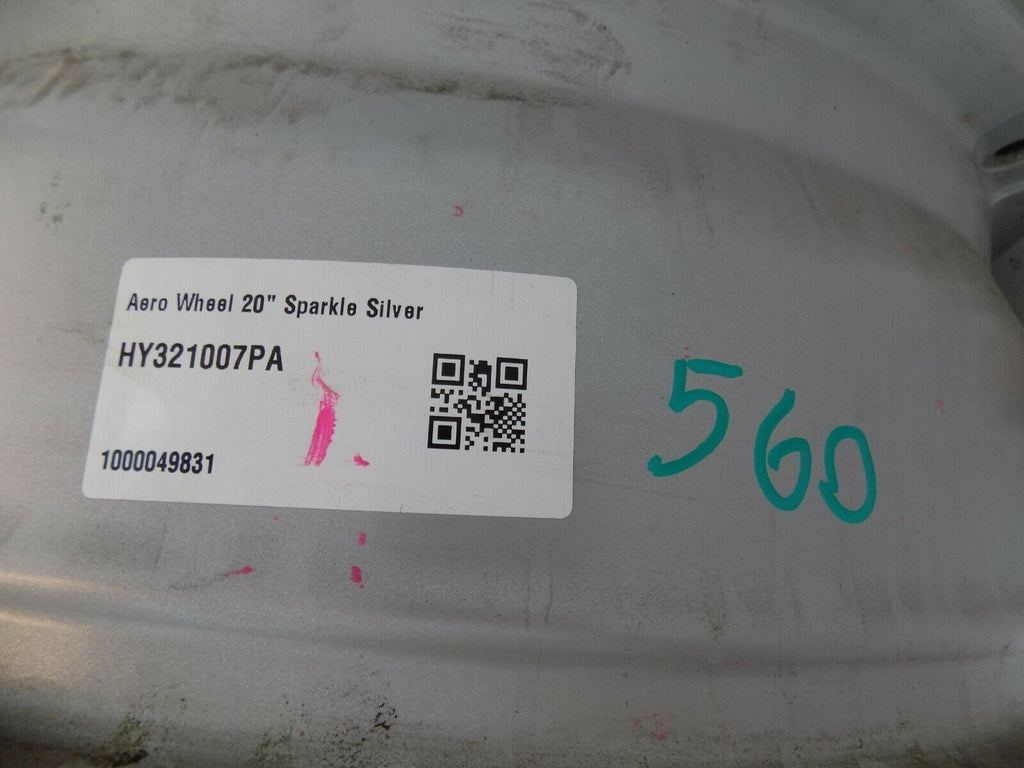 Aero Wheel 20" Sparkle Silver
HY321007PA
1000049831
560